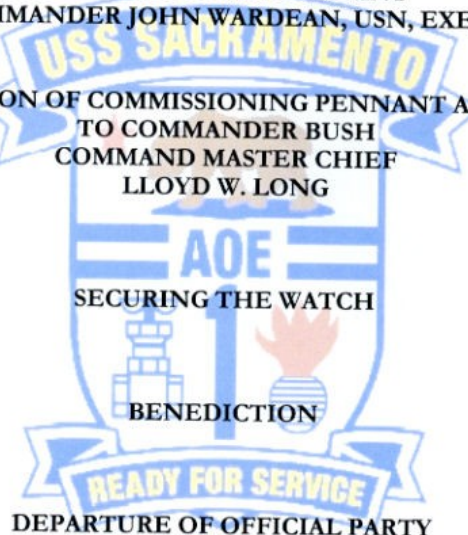 MMANDER JOHN WARDEAN, USN, EXE
USS SACRAMENTO
ON OF COMMISSIONING PENNANT A
TO COMMANDER BUSH
COMMAND MASTER CHIEF
LLOYD W. LONG
AOE
SECURING THE WATCH
1
BENEDICTION
READY FOR SERVICE
DEPARTURE OF OFFICIAL PARTY